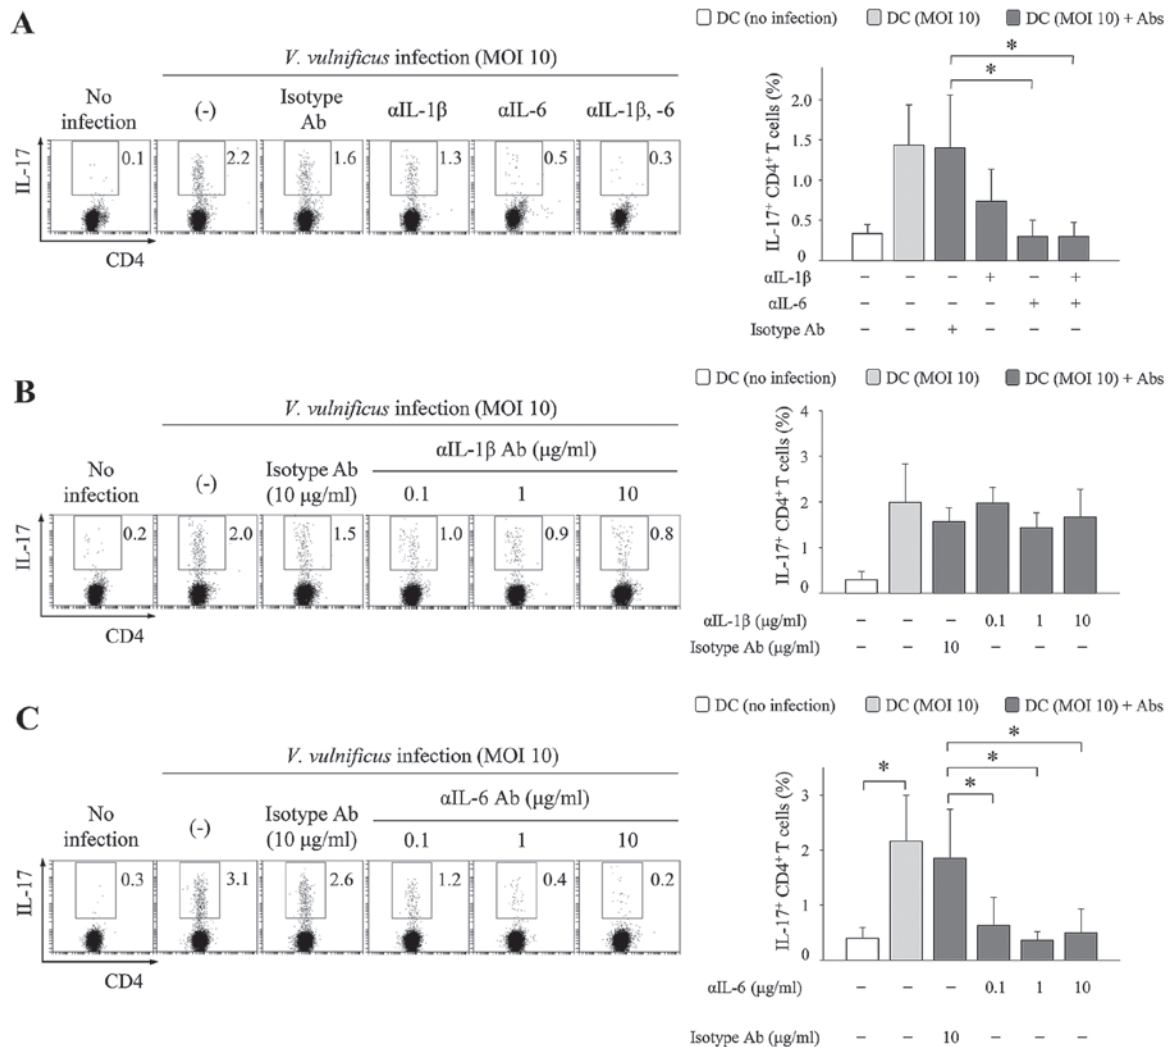 A
V. vulnificus infection (MOI 10)
No infection
(-)
Isotype Ab
αIL-1β
αIL-6
αIL-1β, -6
0.1
2.2
1.6
1.3
0.5
0.3
IL-17
CD4
DC (no infection) DC (MOI 10) DC (MOI 10) + Abs
* 
*
IL-17⁺ CD4⁺ T cells (%)
2.0
1.5
1.0
0.5
0
αIL-1β − − − + − +
αIL-6 − − − − + +
Isotype Ab − − + − − −
B
V. vulnificus infection (MOI 10)
αIL-1β Ab (μg/ml)
No infection
(-)
Isotype Ab (10 μg/ml)
0.1
1
10
0.2
2.0
1.5
1.0
0.9
0.8
IL-17
CD4
DC (no infection) DC (MOI 10) DC (MOI 10) + Abs
IL-17⁺ CD4⁺ T cells (%)
4
3
2
1
0
αIL-1β (μg/ml) − − − 0.1 1 10
Isotype Ab (μg/ml) − − 10 − − −
C
V. vulnificus infection (MOI 10)
αIL-6 Ab (μg/ml)
No infection
(-)
Isotype Ab (10 μg/ml)
0.1
1
10
0.3
3.1
2.6
1.2
0.4
0.2
IL-17
CD4
DC (no infection) DC (MOI 10) DC (MOI 10) + Abs
*
*
*
*
IL-17⁺ CD4⁺ T cells (%)
3
2
1
0
αIL-6 (μg/ml) − − − 0.1 1 10
Isotype Ab (μg/ml) − − 10 − − −